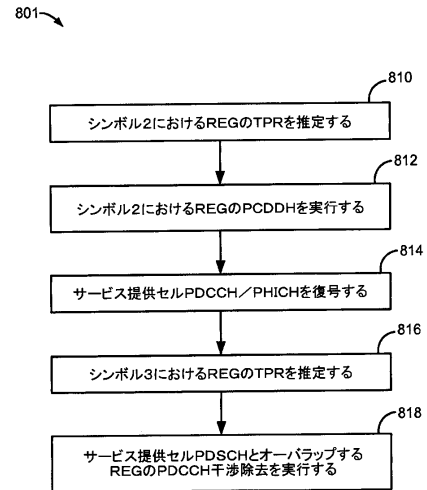 801
810
シンボル2におけるREGのTPRを推定する
812
シンボル2におけるREGのPCDDHを実行する
814
サービス提供セルPDCCH／PHICHを復号する
816
シンボル3におけるREGのTPRを推定する
818
サービス提供セルPDSCHとオーバラップする
REGのPDCCH干渉除去を実行する